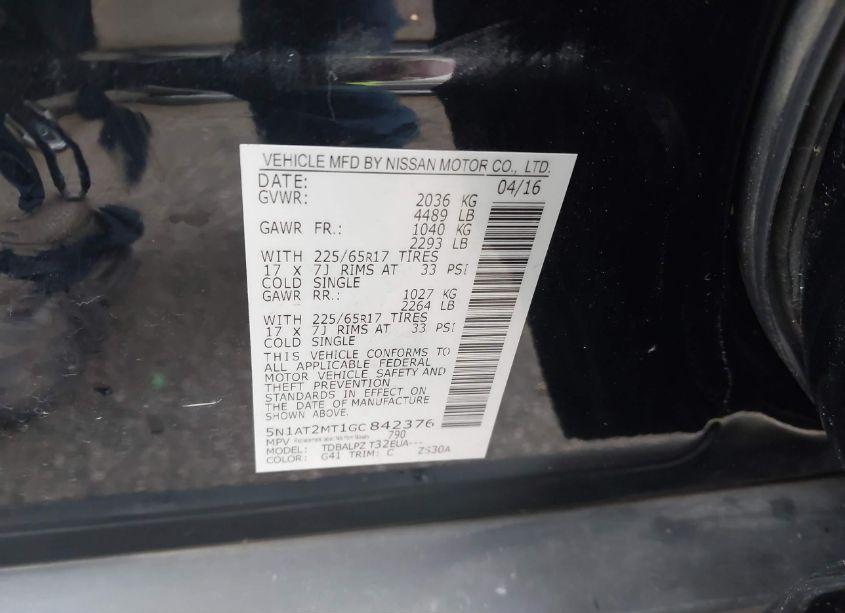 VEHICLE MFD BY NISSAN MOTOR CO., LTD.
DATE: 04/16
GVWR: 2036 KG
4489 LB
GAWR FR.: 1040 KG
2293 LB
WITH 225/65R17 TIRES
17 X 7J RIMS AT 33 PSI
COLD SINGLE
GAWR RR.: 1027 KG
2264 LB
WITH 225/65R17 TIRES
17 X 7J RIMS AT 33 PSI
COLD SINGLE
THIS VEHICLE CONFORMS TO
ALL APPLICABLE FEDERAL
MOTOR VEHICLE SAFETY AND
THEFT PREVENTION
STANDARDS IN EFFECT ON
THE DATE OF MANUFACTURE
SHOWN ABOVE.
5N1AT2MT1GC842376
MPV 790
MODEL: TDBALPZ T32EUA---
COLOR: G41 TRIM: C ZS30A